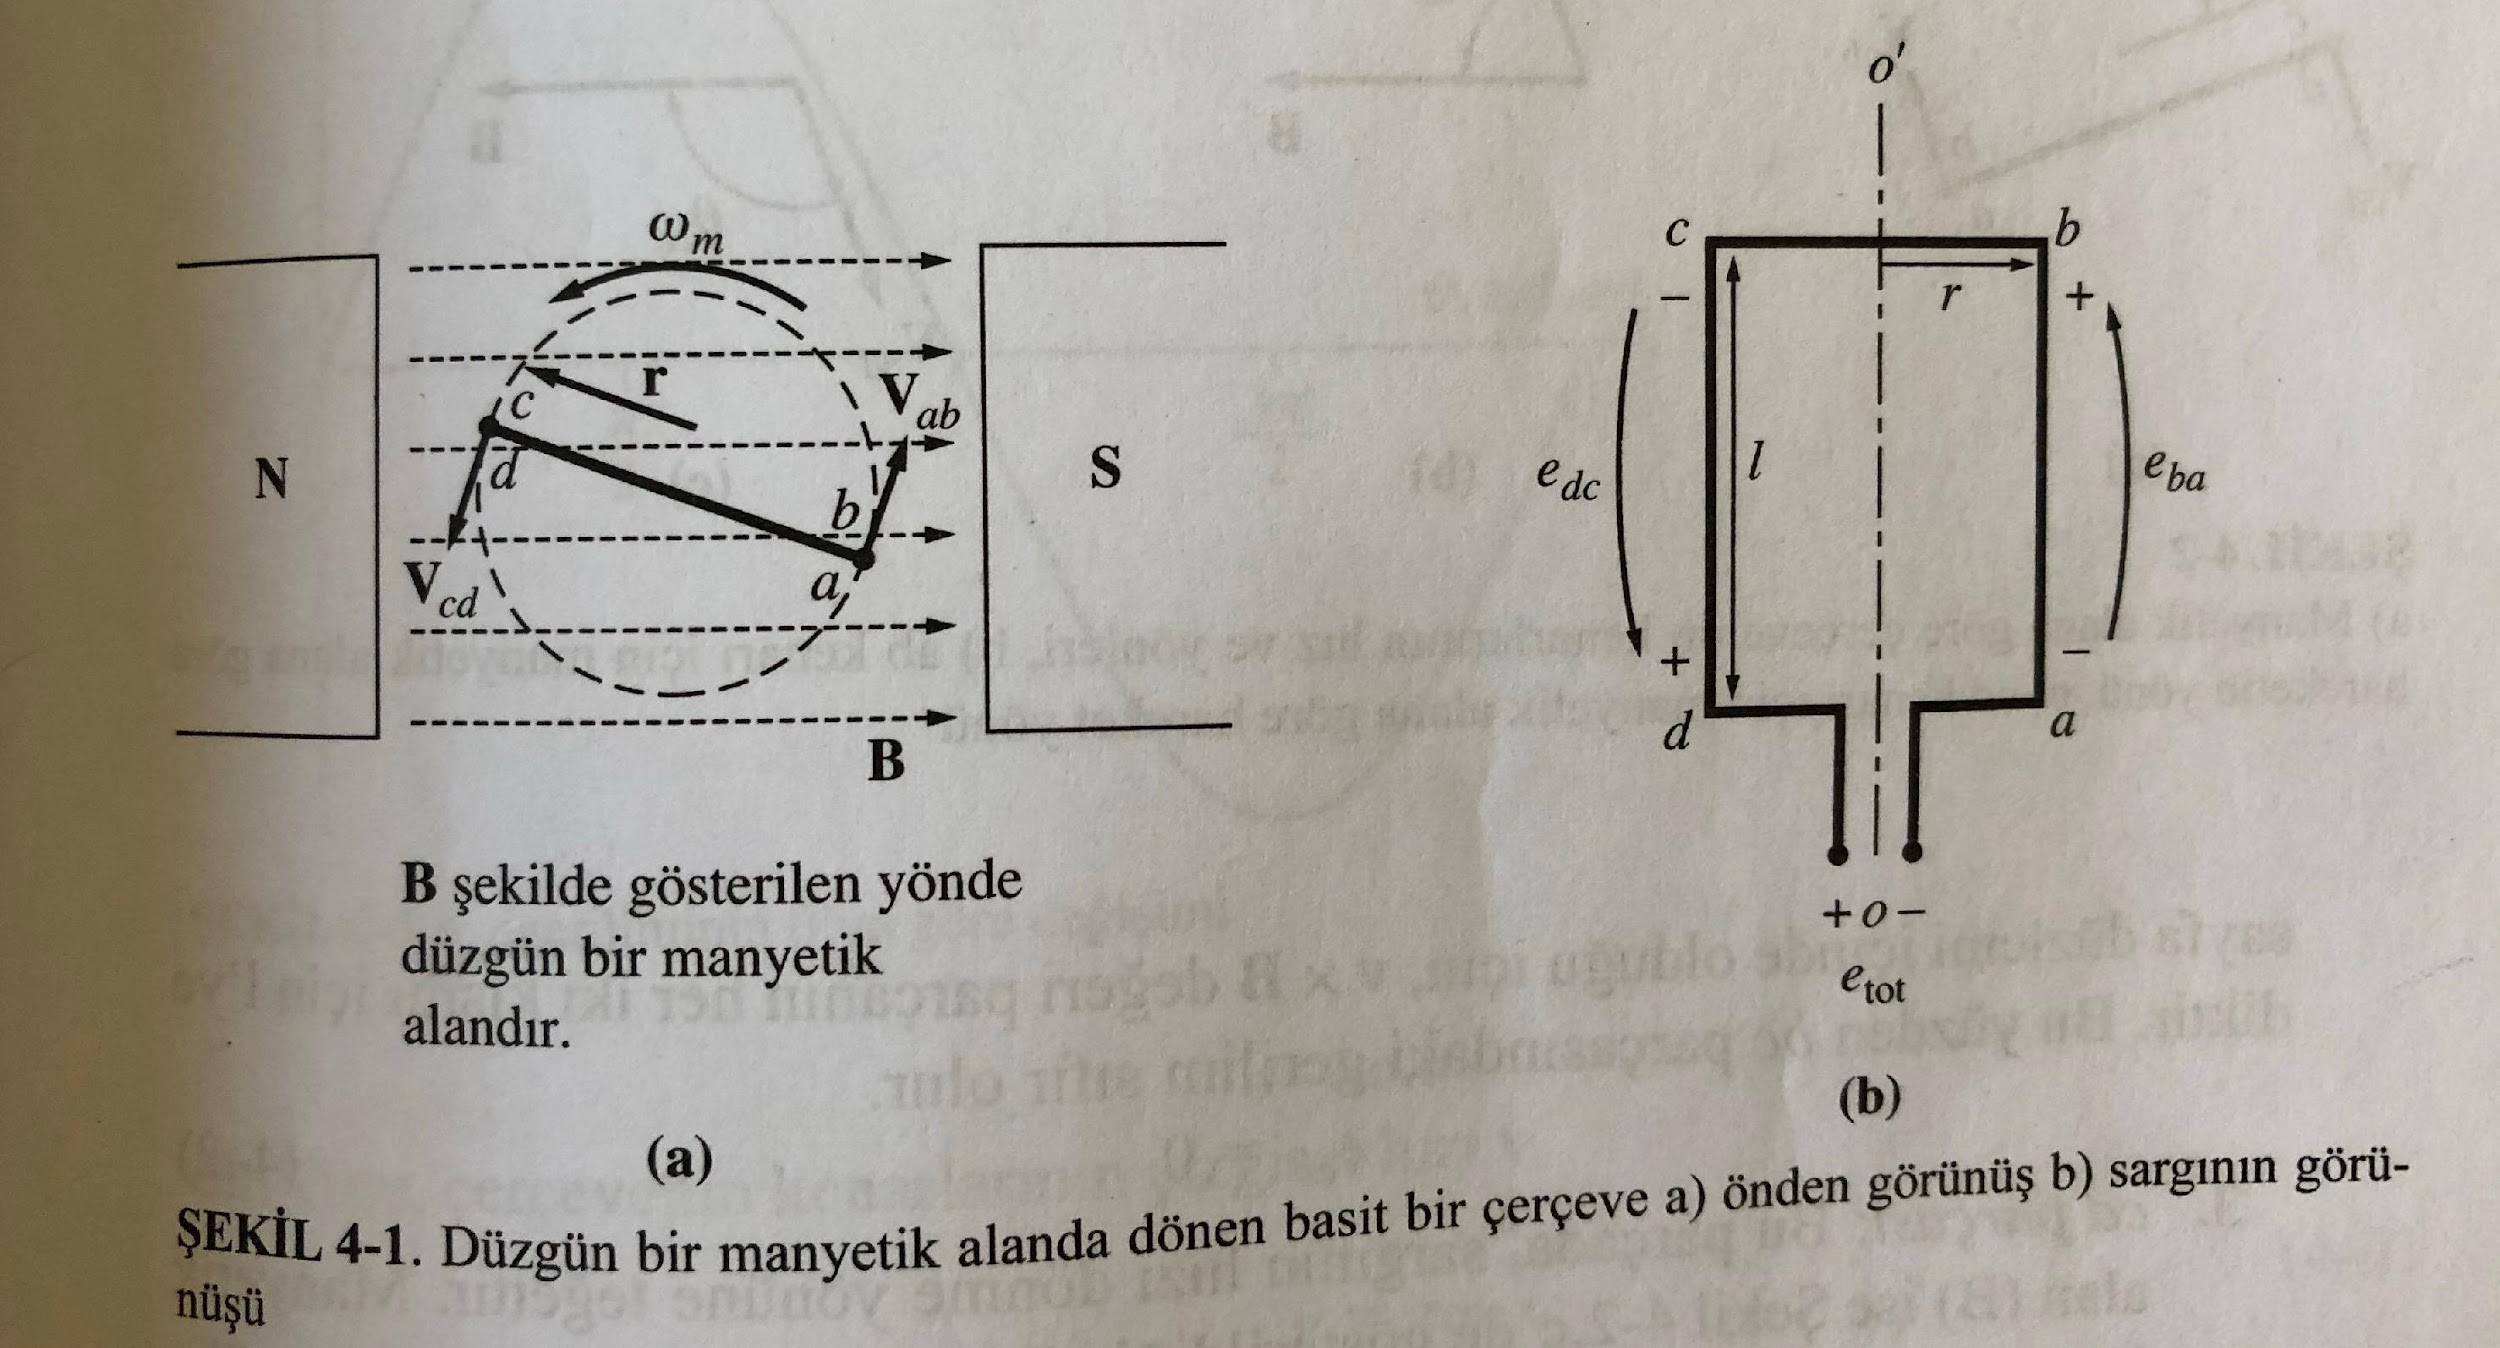 ω_m
r
c
V_ab
d
N
S
b
V_cd
a
B
B şekilde gösterilen yönde
düzgün bir manyetik
alandır.
(a)
o'
c
b
−
r
+
e_dc
l
e_ba
+
−
d
a
+ o −
e_tot
(b)
ŞEKİL 4-1. Düzgün bir manyetik alanda dönen basit bir çerçeve a) önden görünüş b) sargının görü-
nüşü